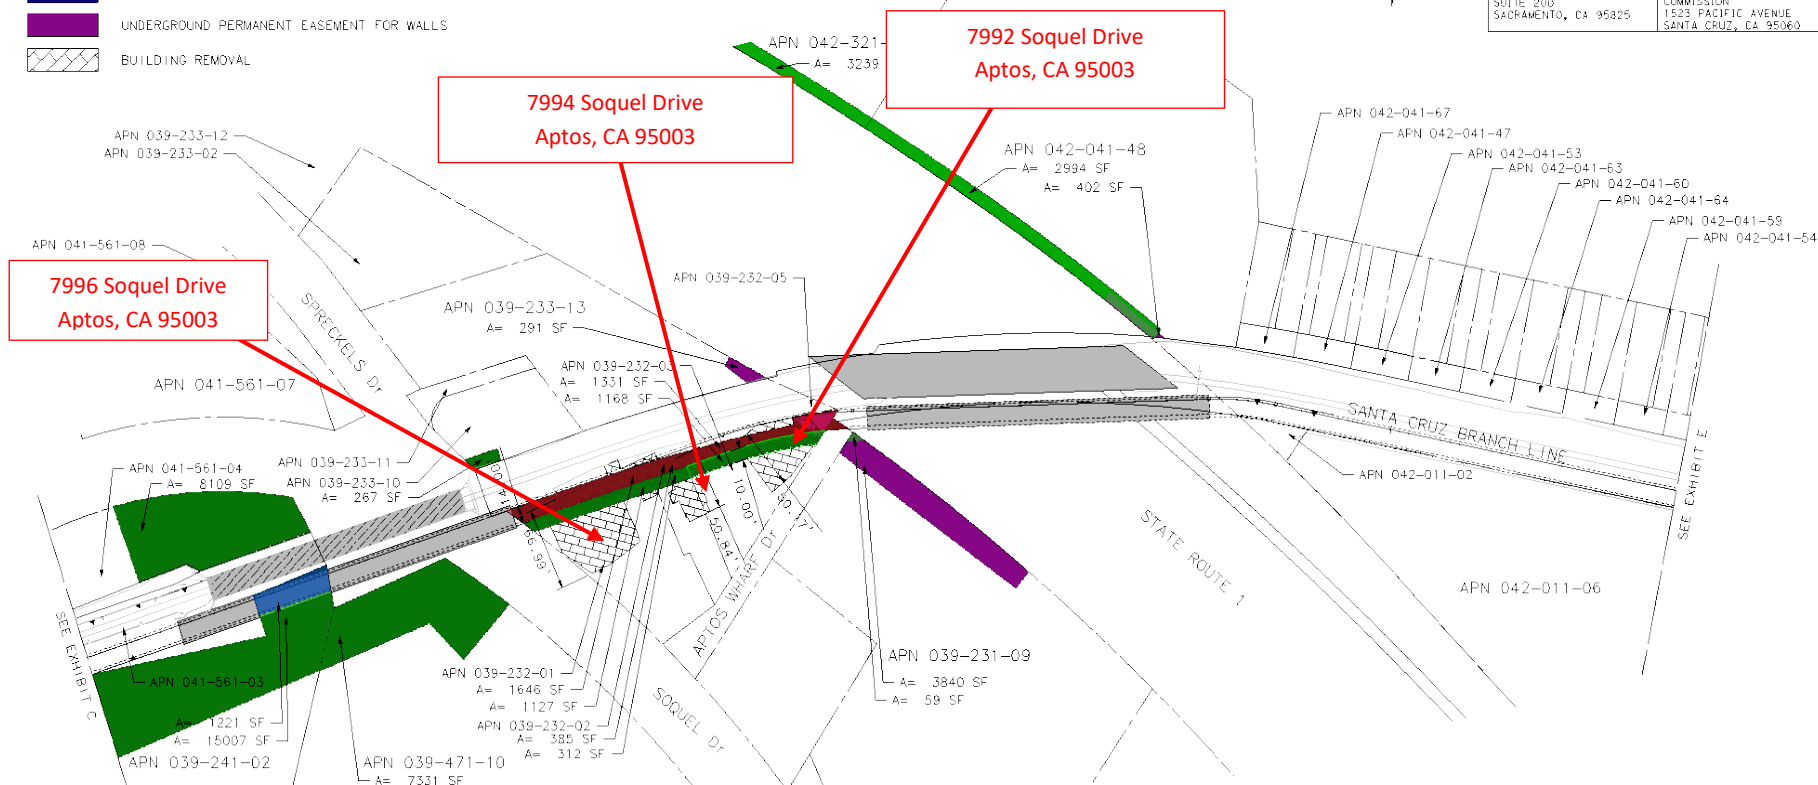 UNDERGROUND PERMANENT EASEMENT FOR WALLS
BUILDING REMOVAL
SUITE 200
SACRAMENTO, CA 95825
COMMISSION
1523 PACIFIC AVENUE
SANTA CRUZ, CA 95060
APN 042-321-
A= 3239
7992 Soquel Drive
Aptos, CA 95003
7994 Soquel Drive
Aptos, CA 95003
7996 Soquel Drive
Aptos, CA 95003
APN 039-233-12
APN 039-233-02
APN 042-041-48
A= 2994 SF
A= 402 SF
APN 042-041-67
APN 042-041-47
APN 042-041-53
APN 042-041-63
APN 042-041-60
APN 042-041-64
APN 042-041-59
APN 042-041-54
APN 041-561-08
SPRECKELS Dr
APN 039-232-05
APN 039-233-13
A= 291 SF
APN 039-232-03
A= 1331 SF
A= 1168 SF
APN 041-561-07
APN 039-233-11
APN 039-233-10
A= 267 SF
APN 041-561-04
A= 8109 SF
66.99'
50.84'
10.00'
SANTA CRUZ BRANCH LINE
APN 042-011-02
SEE EXHIBIT E
STATE ROUTE 1
APN 042-011-06
APTOS WHARF Dr
SOQUEL Dr
APN 039-231-09
A= 3840 SF
A= 59 SF
SEE EXHIBIT C
APN 041-561-03
A= 1221 SF
A= 15007 SF
APN 039-241-02
APN 039-471-10
A= 7331 SF
APN 039-232-01
A= 1646 SF
A= 1127 SF
APN 039-232-02
A= 385 SF
A= 312 SF